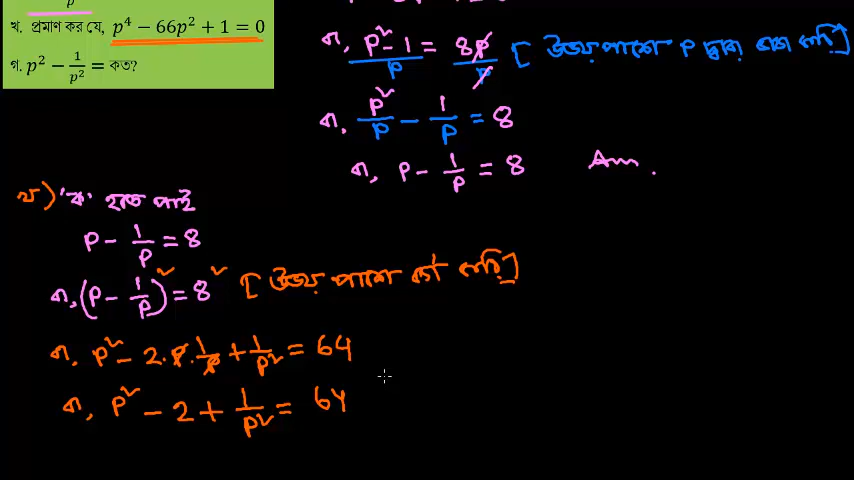 p
খ. প্রমাণ কর যে, p⁴ − 66p² + 1 = 0
গ. p² − 1/p² = কত?
বা, (p² − 1)/p = 8p/p [উভয় পাশে p দ্বারা ভাগ করি]
বা, p²/p − 1/p = 8
বা, p − 1/p = 8 Ans.
খ) 'ক' হতে পাই
p − 1/p = 8
বা, (p − 1/p)² = 8² [উভয় পাশে বর্গ করি]
বা, p² − 2.p.1/p + 1/p² = 64
বা, p² − 2 + 1/p² = 64